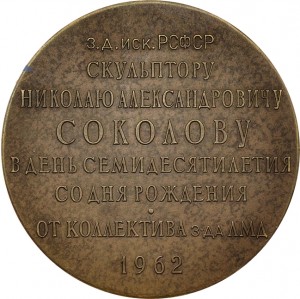 З.Д.ИСК.РСФСР
СКУЛЬПТОРУ
НИКОЛАЮ АЛЕКСАНДРОВИЧУ
СОКОЛОВУ
В ДЕНЬ СЕМИДЕСЯТИЛЕТИЯ
СО ДНЯ РОЖДЕНИЯ
ОТ КОЛЛЕКТИВА З-ДА ЛМД
1962